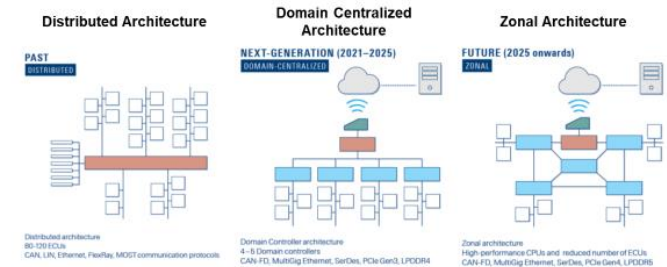 Distributed Architecture
Domain Centralized
Architecture
Zonal Architecture
PAST
DISTRIBUTED
NEXT-GENERATION (2021–2025)
DOMAIN-CENTRALIZED
FUTURE (2025 onwards)
ZONAL
Distributed architecture
80-120 ECUs
CAN, LIN, Ethernet, FlexRay, MOST communication protocols
Domain Controller architecture
4–5 Domain controllers
CAN-FD, MultiGig Ethernet, SerDes, PCIe Gen3, LPDDR4
Zonal architecture
High-performance CPUs and reduced number of ECUs
CAN-FD, MultiGig Ethernet, SerDes, PCIe Gen4, LPDDR5